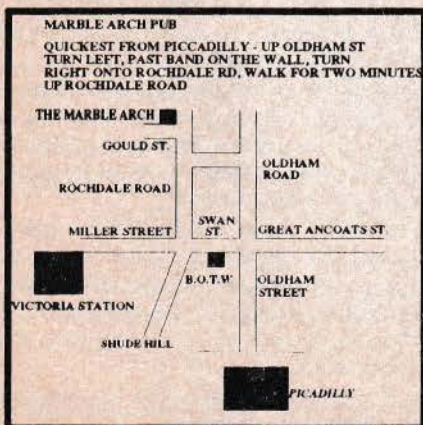 MARBLE ARCH PUB
QUICKEST FROM PICCADILLY - UP OLDHAM ST
TURN LEFT, PAST BAND ON THE WALL, TURN
RIGHT ONTO ROCHDALE RD, WALK FOR TWO MINUTES
UP ROCHDALE ROAD
THE MARBLE ARCH
GOULD ST.
OLDHAM
ROAD
ROCHDALE ROAD
SWAN
ST.
MILLER STREET
GREAT ANCOATS ST.
B.O.T.W
OLDHAM
STREET
VICTORIA STATION
SHUDE HILL
PICADILLY